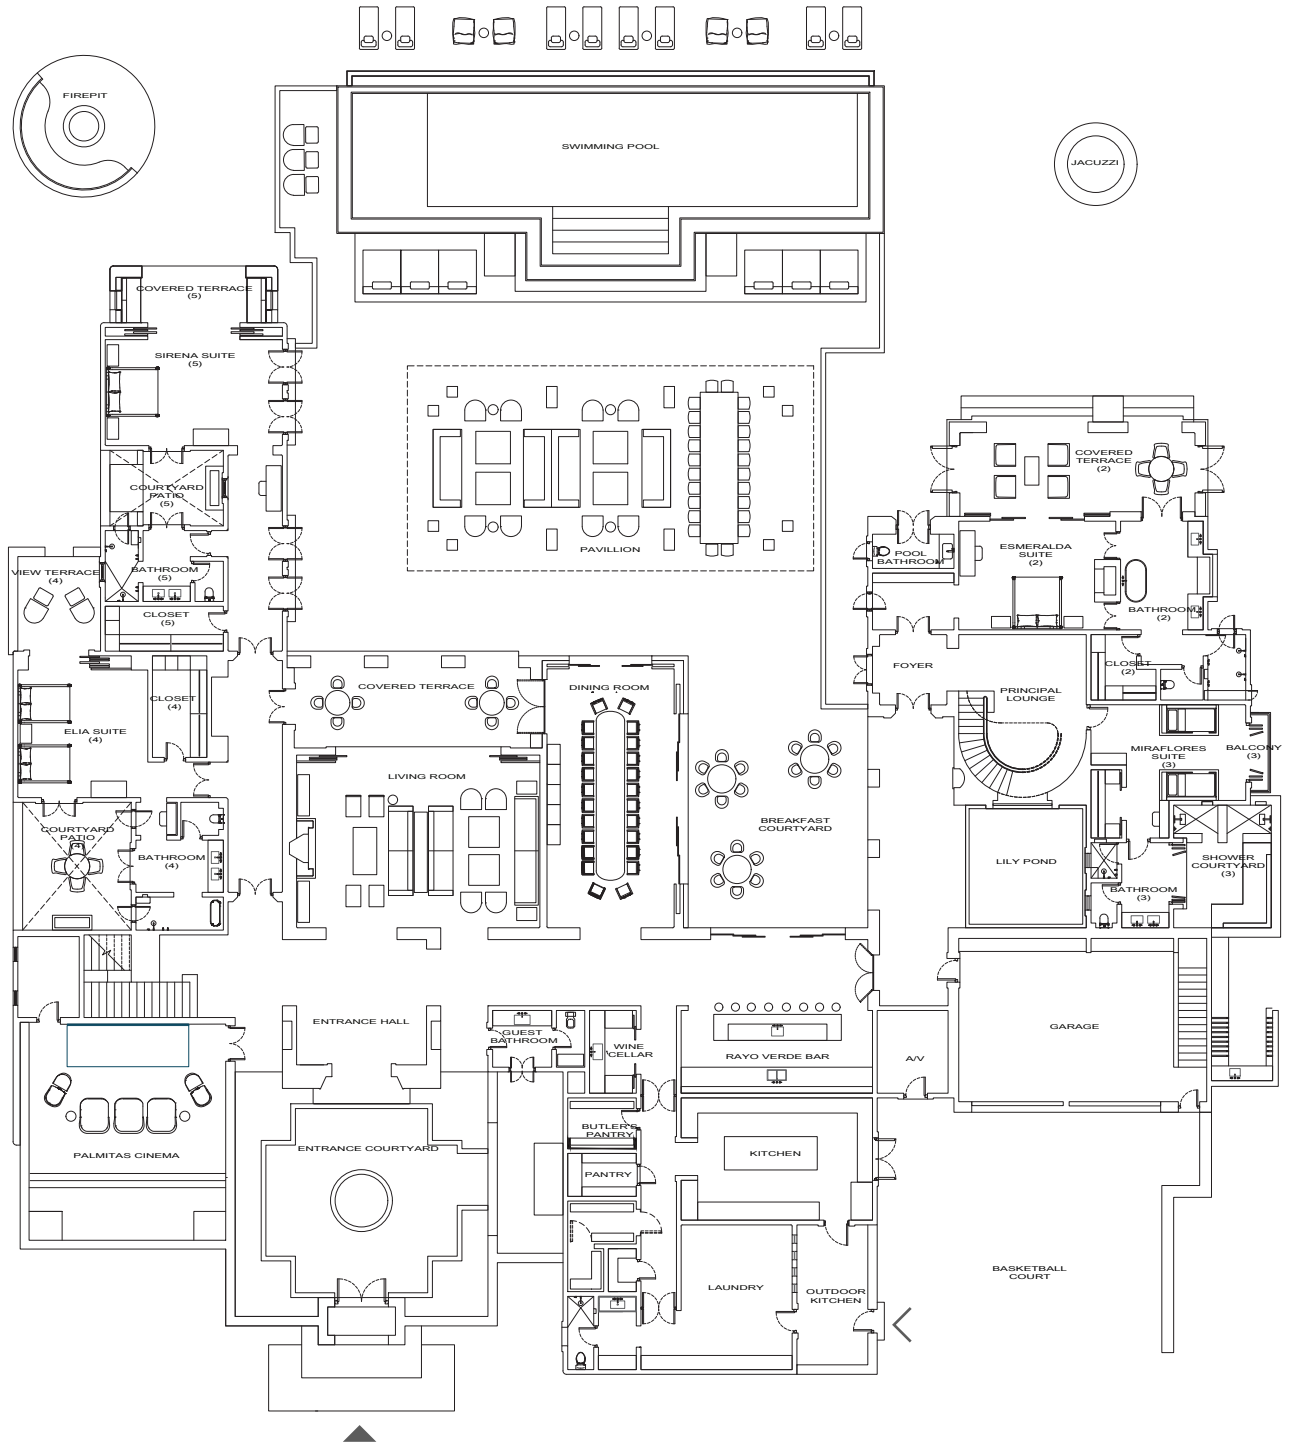 FIREPIT
SWIMMING POOL
JACUZZI
COVERED TERRACE
(5)
SIRENA SUITE
(5)
COURTYARD
PATIO
(5)
PAVILLION
COVERED
TERRACE
(2)
VIEW TERRACE
(4)
BATHROOM
(5)
POOL
BATHROOM
ESMERALDA
SUITE
(2)
BATHROOM
(2)
CLOSET
(5)
CLOSET
(4)
ELIA SUITE
(4)
COVERED TERRACE
DINING ROOM
FOYER
CLOSET
(2)
PRINCIPAL
LOUNGE
MIRAFLORES
SUITE
(3)
BALCONY
(3)
LIVING ROOM
BREAKFAST
COURTYARD
COURTYARD
PATIO
(4)
BATHROOM
(4)
LILY POND
SHOWER
COURTYARD
(3)
BATHROOM
(3)
ENTRANCE HALL
GUEST
BATHROOM
WINE
CELLAR
RAYO VERDE BAR
A/V
GARAGE
PALMITAS CINEMA
ENTRANCE COURTYARD
BUTLER'S
PANTRY
PANTRY
KITCHEN
LAUNDRY
OUTDOOR
KITCHEN
BASKETBALL
COURT